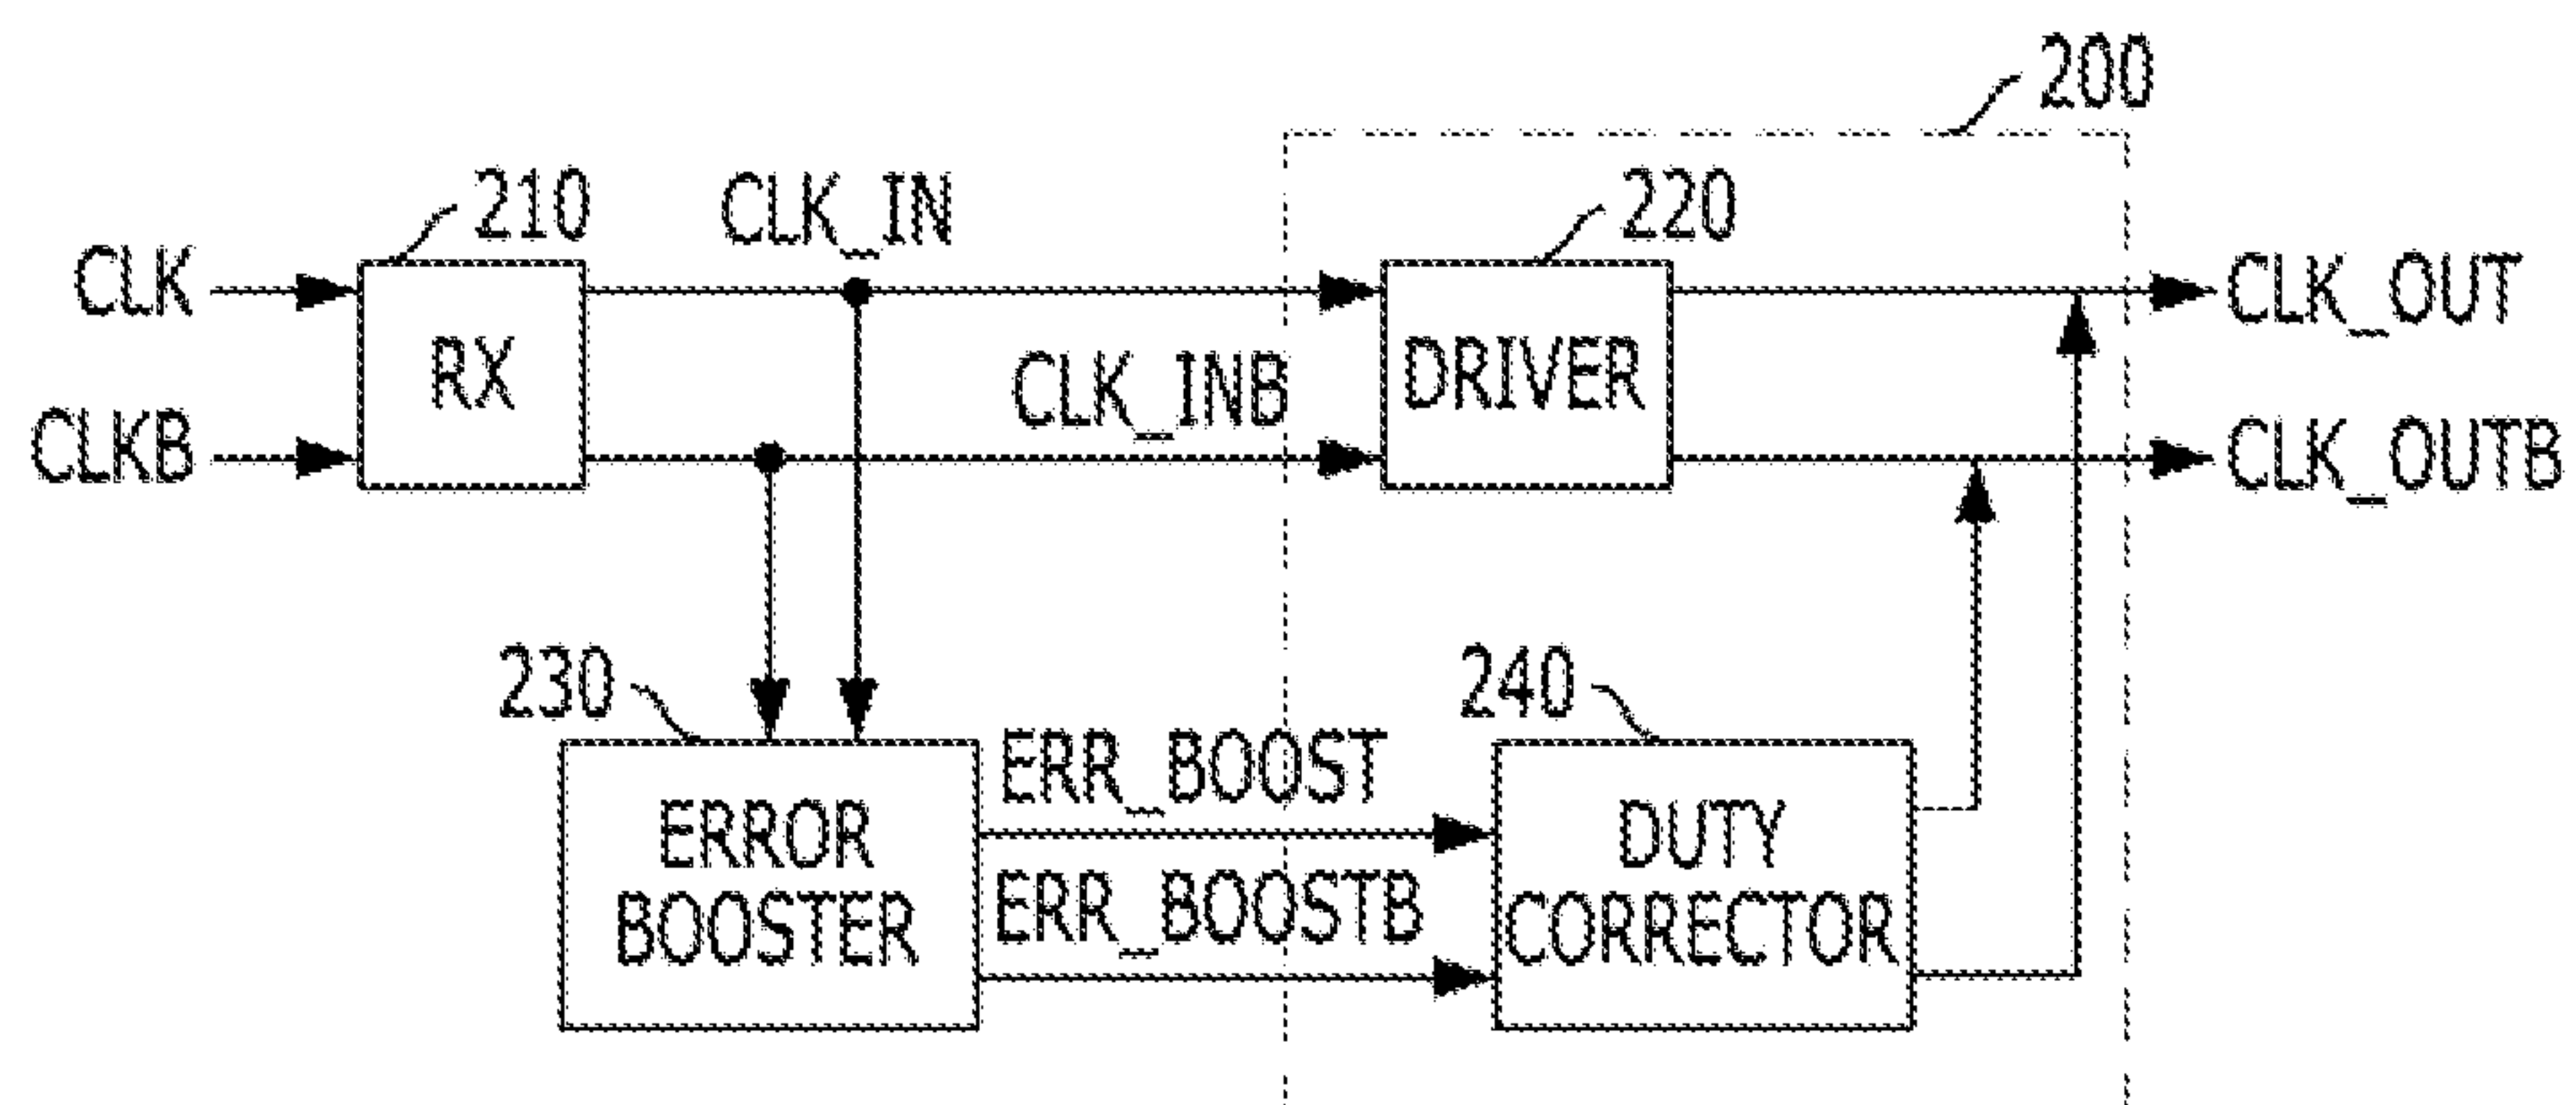 200
210
CLK_IN
220
CLK
CLK_OUT
RX
CLK_INB
DRIVER
CLKB
CLK_OUTB
230
240
ERR_BOOST
ERROR
BOOSTER
DUTY
CORRECTOR
ERR_BOOSTB